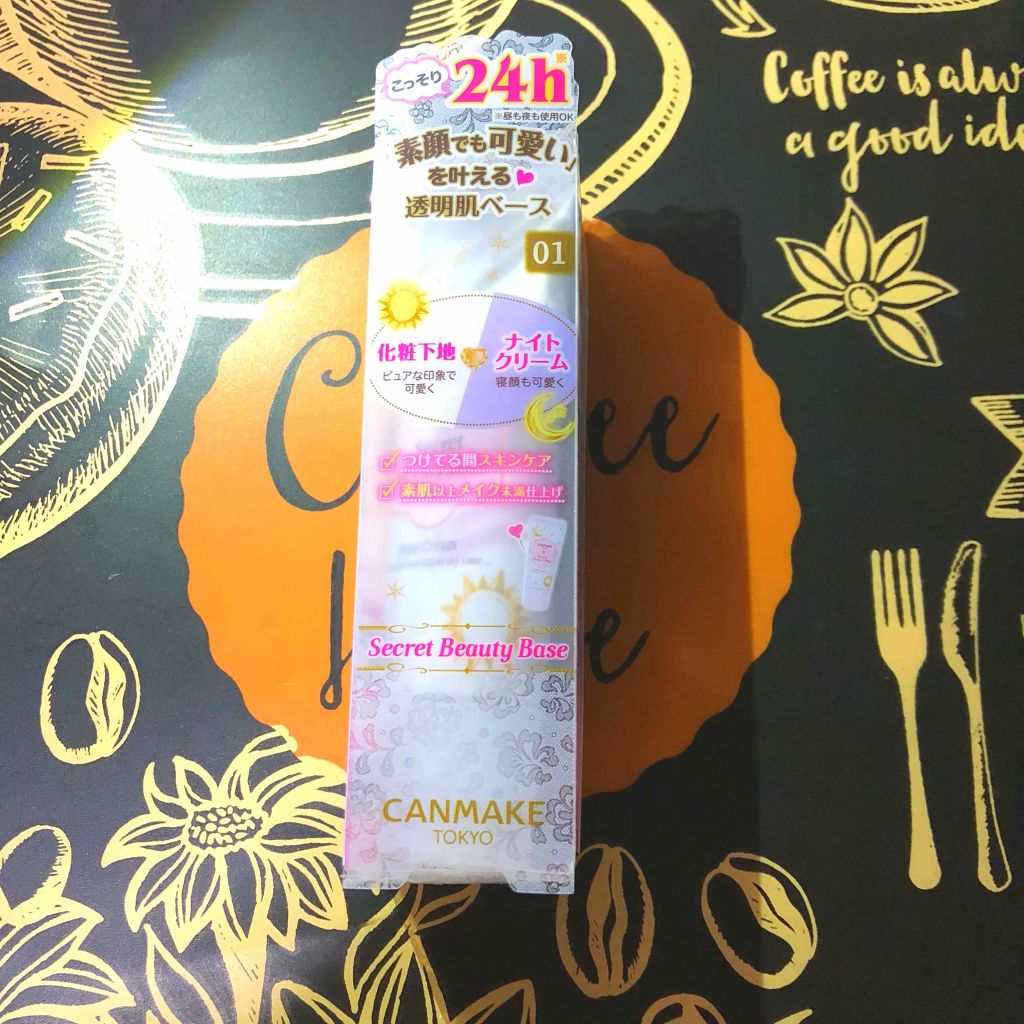 こっそり
24h※
※昼も夜も使用OK
「素顔でも可愛い」
を叶える
透明肌ベース
01
化粧下地
ピュアな印象で
可愛く
ナイト
クリーム
寝顔も可愛く
つけてる間スキンケア
素肌以上メイク未満仕上げ
Secret
Secret Beauty Base
CANMAKE
TOKYO
Coffee is alw
a good ide